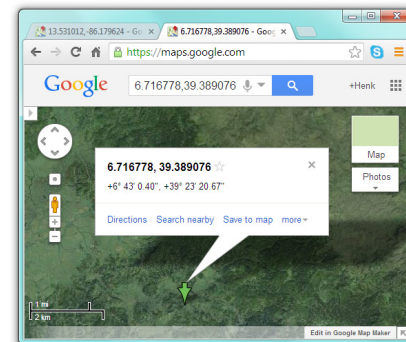 13.531012,-86.179624 - Go
6.716778,39.389076 - Goog
https://maps.google.com
Google
6.716778,39.389076
+Henk
Map
Photos
6.716778, 39.389076
+6° 43' 0.40", +39° 23' 20.67"
Directions Search nearby Save to map more
1 mi
2 km
Edit in Google Map Maker